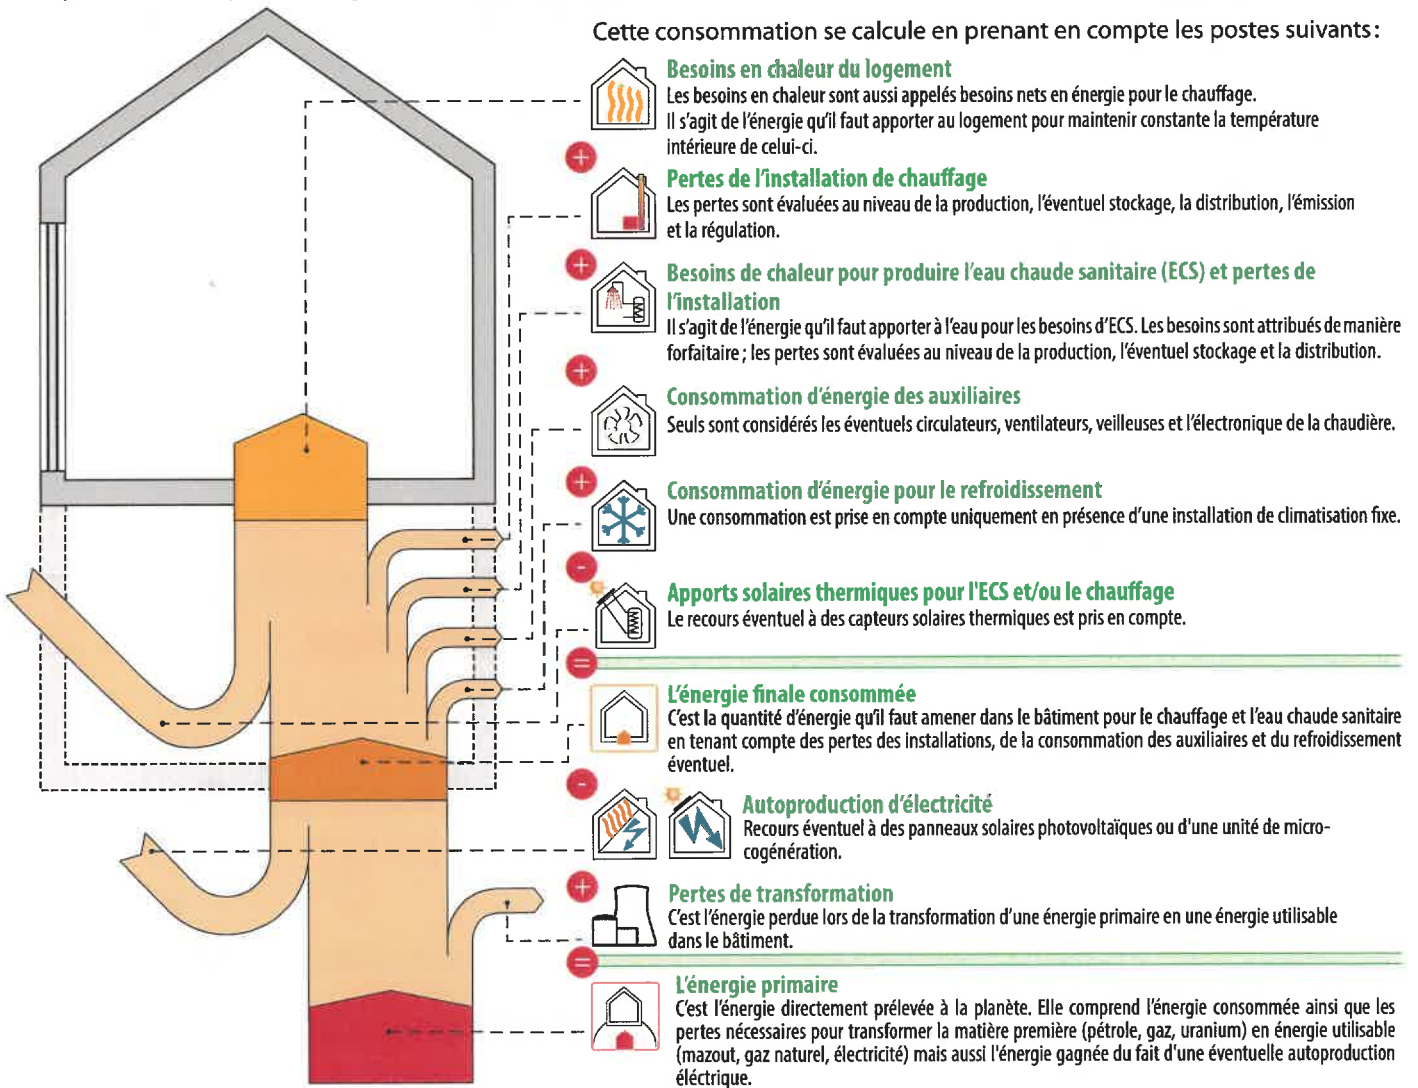 Cette consommation se calcule en prenant en compte les postes suivants :
Besoins en chaleur du logement
Les besoins en chaleur sont aussi appelés besoins nets en énergie pour le chauffage.
Il s'agit de l'énergie qu'il faut apporter au logement pour maintenir constante la température
intérieure de celui-ci.
+
Pertes de l'installation de chauffage
Les pertes sont évaluées au niveau de la production, l'éventuel stockage, la distribution, l'émission
et la régulation.
+
Besoins de chaleur pour produire l'eau chaude sanitaire (ECS) et pertes de
l'installation
Il s'agit de l'énergie qu'il faut apporter à l'eau pour les besoins d'ECS. Les besoins sont attribués de manière
forfaitaire ; les pertes sont évaluées au niveau de la production, l'éventuel stockage et la distribution.
+
Consommation d'énergie des auxiliaires
Seuls sont considérés les éventuels circulateurs, ventilateurs, veilleuses et l'électronique de la chaudière.
+
Consommation d'énergie pour le refroidissement
Une consommation est prise en compte uniquement en présence d'une installation de climatisation fixe.
-
Apports solaires thermiques pour l'ECS et/ou le chauffage
Le recours éventuel à des capteurs solaires thermiques est pris en compte.
=
L'énergie finale consommée
C'est la quantité d'énergie qu'il faut amener dans le bâtiment pour le chauffage et l'eau chaude sanitaire
en tenant compte des pertes des installations, de la consommation des auxiliaires et du refroidissement
éventuel.
-
Autoproduction d'électricité
Recours éventuel à des panneaux solaires photovoltaïques ou d'une unité de micro-
cogénération.
+
Pertes de transformation
C'est l'énergie perdue lors de la transformation d'une énergie primaire en une énergie utilisable
dans le bâtiment.
=
L'énergie primaire
C'est l'énergie directement prélevée à la planète. Elle comprend l'énergie consommée ainsi que les
pertes nécessaires pour transformer la matière première (pétrole, gaz, uranium) en énergie utilisable
(mazout, gaz naturel, électricité) mais aussi l'énergie gagnée du fait d'une éventuelle autoproduction
électrique.